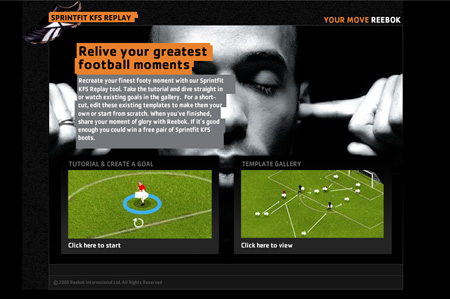 SPRINTFIT KFS REPLAY
YOUR MOVE REEBOK
Relive your greatest
football moments
Recreate your finest footy moment with our Sprintfit
KFS Replay tool. Take the tutorial and dive straight in
or watch existing goals in the gallery. For a short-
cut, edit these existing templates to make them your
own or start from scratch. When you've finished,
share your moment of glory with Reebok. If it's good
enough you could win a free pair of Sprintfit KFS
boots.
TUTORIAL & CREATE A GOAL
TEMPLATE GALLERY
Click here to start
Click here to view
© 2008 Reebok International Ltd. All Rights Reserved